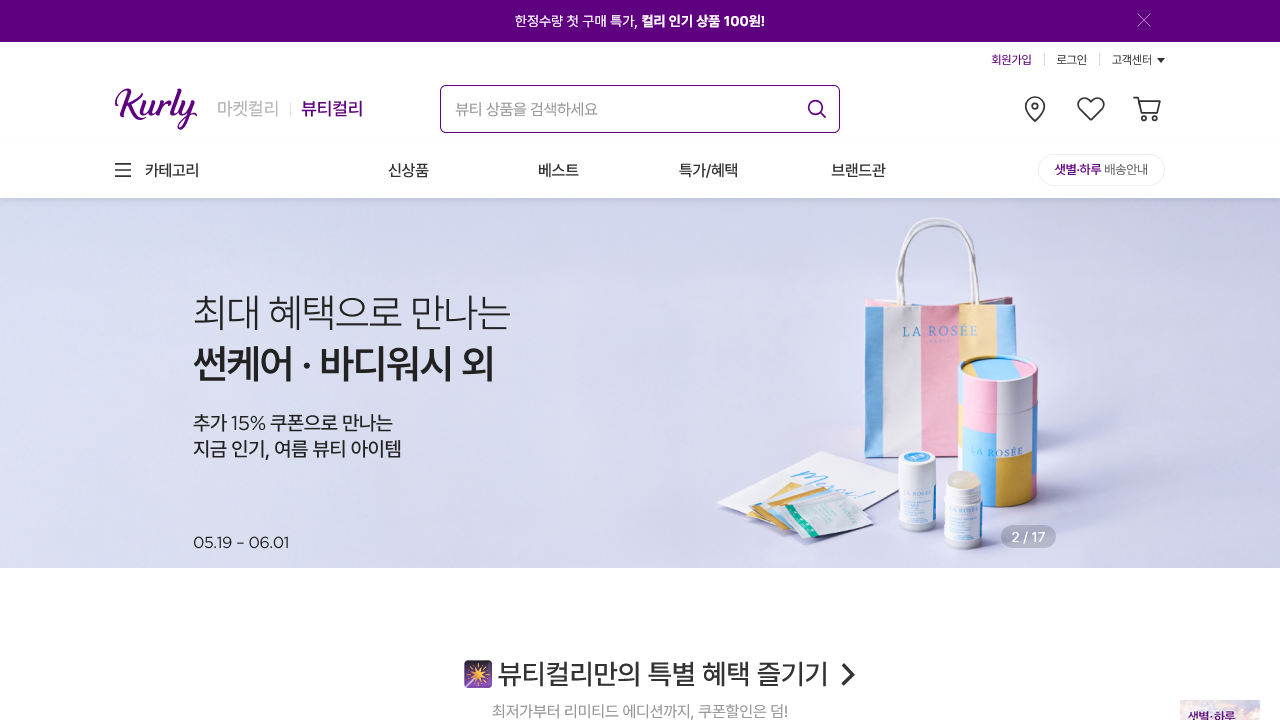 한정수량 첫 구매 특가, 컬리 인기 상품 100원!
회원가입
로그인
고객센터
Kurly
마켓컬리
뷰티컬리
뷰티 상품을 검색하세요
카테고리
신상품
베스트
특가/혜택
브랜드관
샛별·하루 배송안내
최대 혜택으로 만나는
썬케어 · 바디워시 외
추가 15% 쿠폰으로 만나는
지금 인기, 여름 뷰티 아이템
05.19 – 06.01
LA ROSÉE
PARIS
LA ROSÉE
Merci!
LA ROSÉE
LA ROSÉE
2 / 17
뷰티컬리만의 특별 혜택 즐기기
최저가부터 리미티드 에디션까지, 쿠폰할인은 덤!
샛별·하루